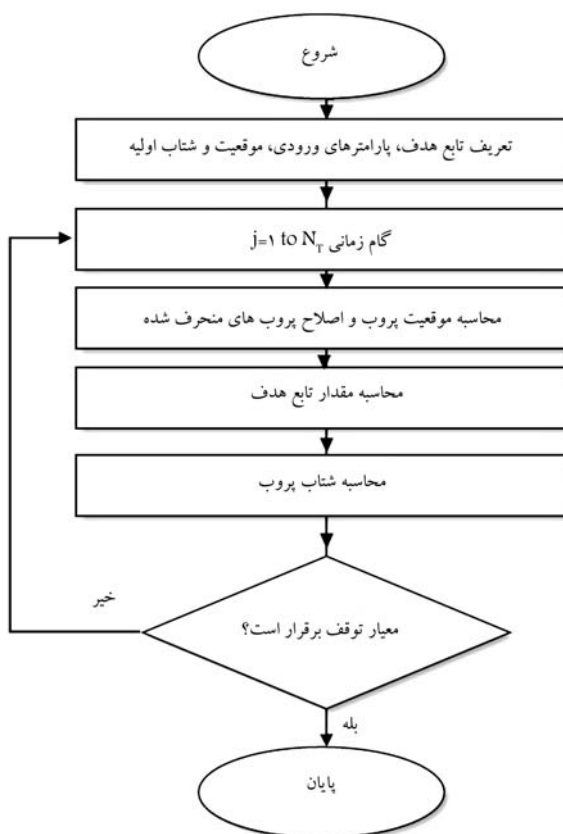 شروع
تعریف تابع هدف، پارامترهای ورودی، موقعیت و شتاب اولیه
گام زمانی j=۱ to N_T
محاسبه موقعیت پروب و اصلاح پروب های منحرف شده
محاسبه مقدار تابع هدف
محاسبه شتاب پروب
خیر
معیار توقف برقرار است؟
بله
پایان